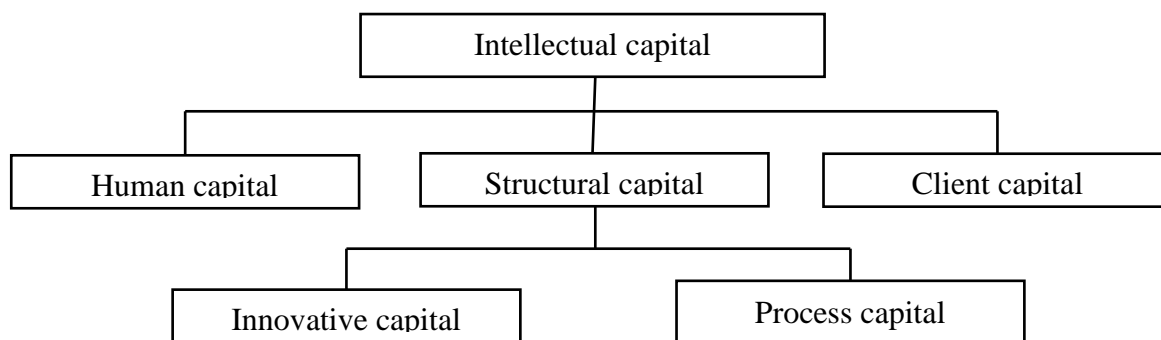 Intellectual capital
Human capital
Structural capital
Client capital
Innovative capital
Process capital